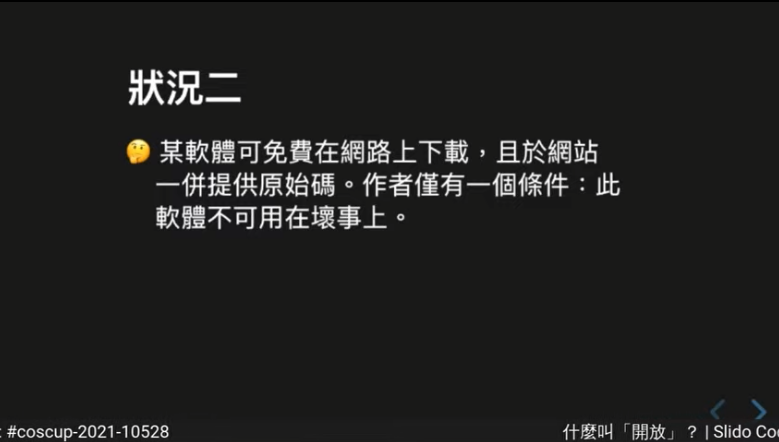 狀況二
🤔 某軟體可免費在網路上下載，且於網站
一併提供原始碼。作者僅有一個條件：此
軟體不可用在壞事上。
: #coscup-2021-10528
什麼叫「開放」？ | Slido